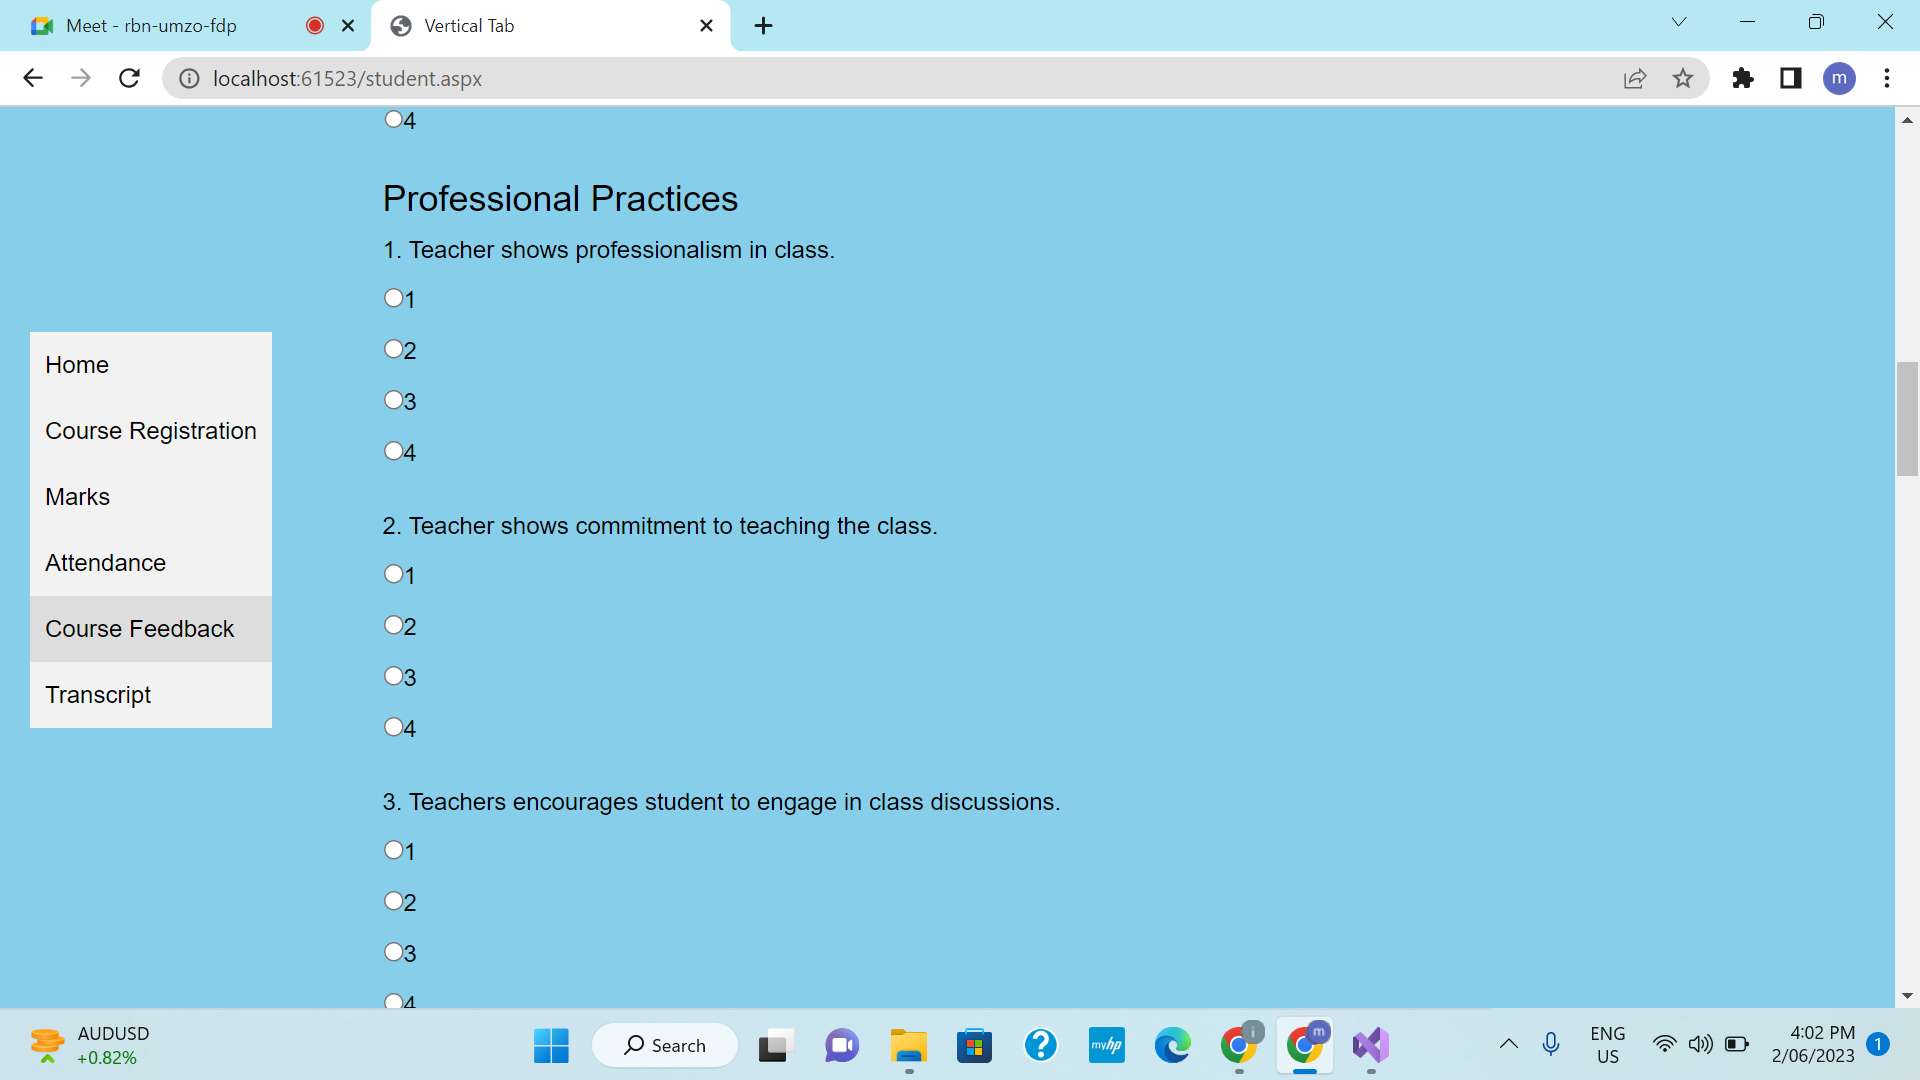 Meet - rbn-umzo-fdp
Vertical Tab
localhost:61523/student.aspx
m
4
Professional Practices
1. Teacher shows professionalism in class.
1
2
3
4
Home
Course Registration
Marks
Attendance
Course Feedback
Transcript
2. Teacher shows commitment to teaching the class.
1
2
3
4
3. Teachers encourages student to engage in class discussions.
1
2
3
4
AUDUSD
+0.82%
Search
myhp
i
m
ENG
US
4:02 PM
2/06/2023
1